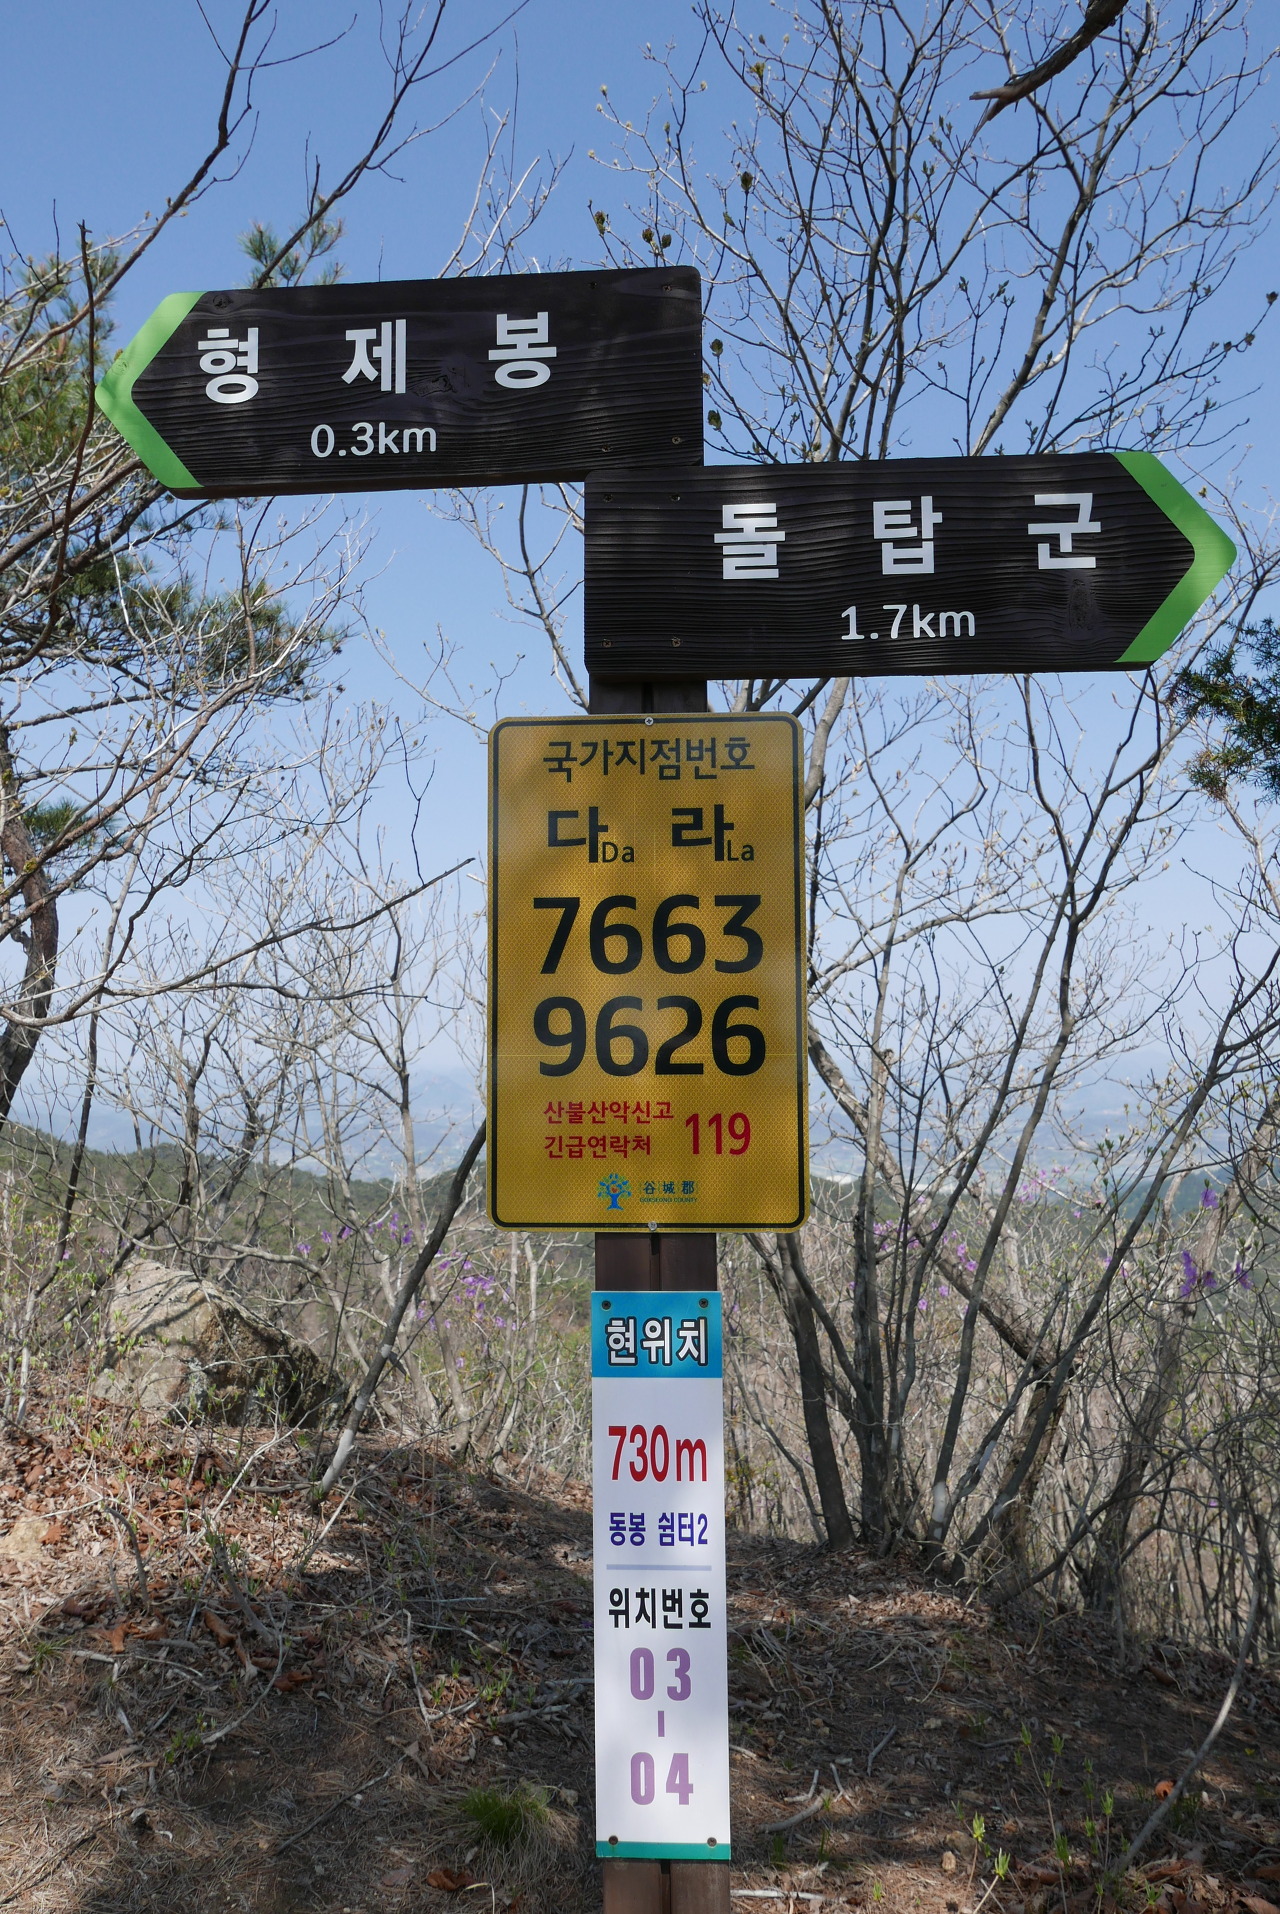 형제봉
0.3km
돌탑군
1.7km
국가지점번호
다Da 라La
7663
9626
산불산악신고
긴급연락처 119
谷城郡
GOKSEONG COUNTY
현위치
730m
동봉 쉼터2
위치번호
03
-
04